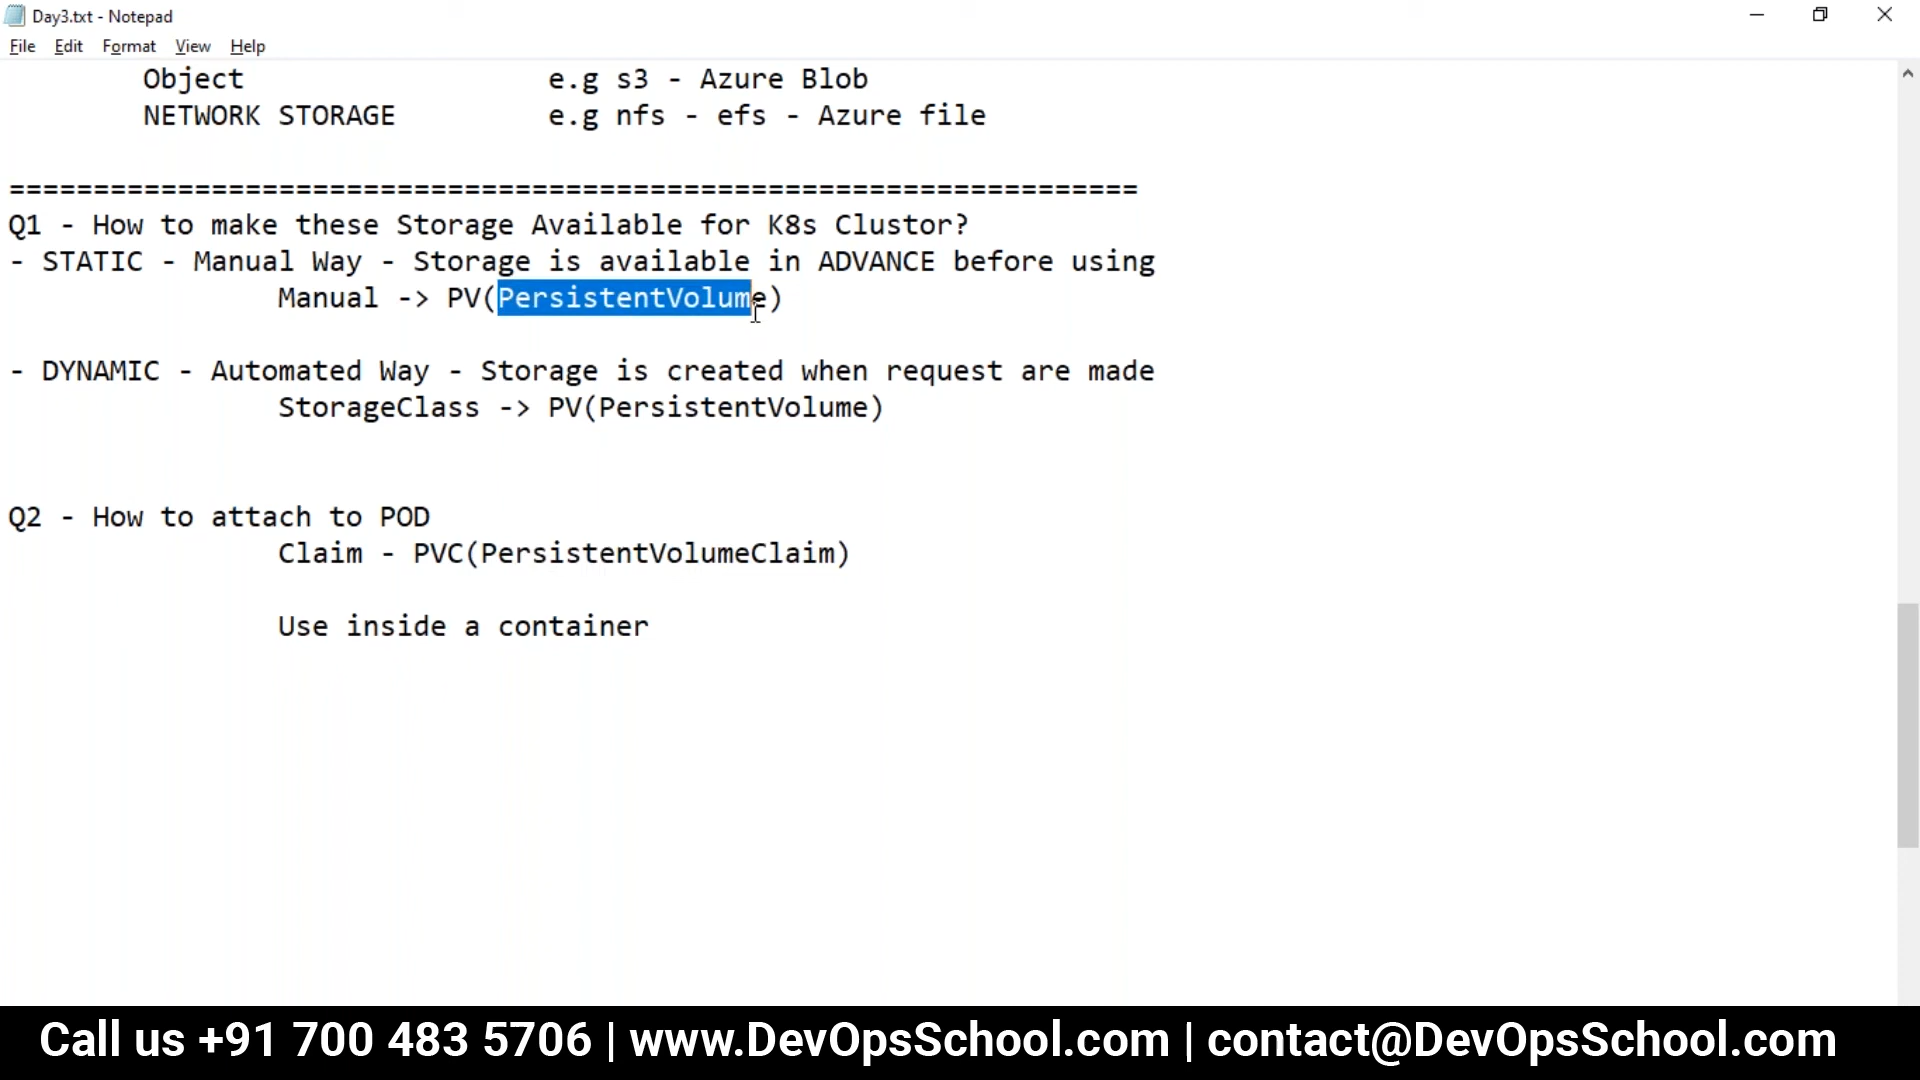 Day3.txt - Notepad
File Edit Format View Help
Object e.g s3 - Azure Blob
NETWORK STORAGE e.g nfs - efs - Azure file
===================================================================
Q1 - How to make these Storage Available for K8s Clustor?
- STATIC - Manual Way - Storage is available in ADVANCE before using
Manual -> PV(PersistentVolume)
- DYNAMIC - Automated Way - Storage is created when request are made
StorageClass -> PV(PersistentVolume)
Q2 - How to attach to POD
Claim - PVC(PersistentVolumeClaim)
Use inside a container
Call us +91 700 483 5706 | www.DevOpsSchool.com | contact@DevOpsSchool.com